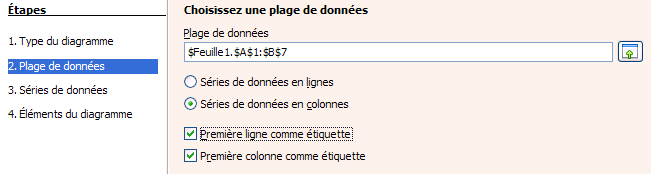 Étapes
1. Type du diagramme
2. Plage de données
3. Séries de données
4. Éléments du diagramme
Choisissez une plage de données
Plage de données
$Feuille1.$A$1:$B$7
Séries de données en lignes
Séries de données en colonnes
Première ligne comme étiquette
Première colonne comme étiquette